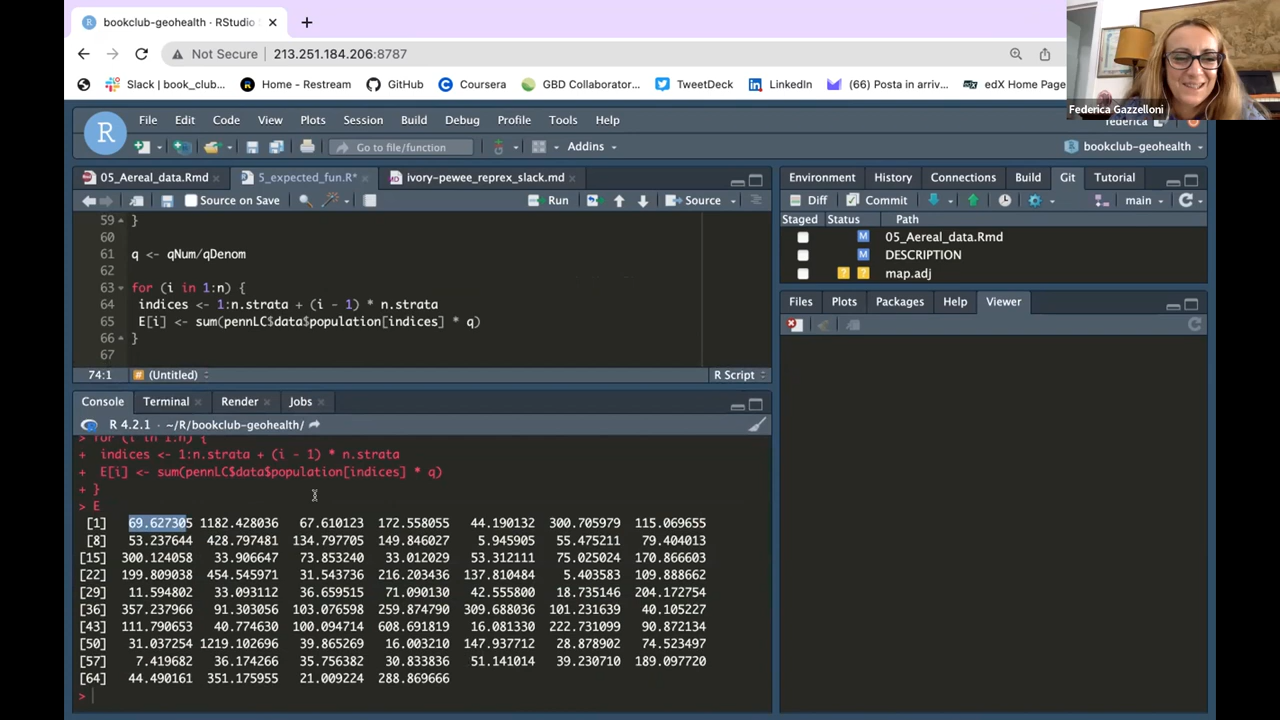 bookclub-geohealth · RStudio
Not Secure 213.251.184.206:8787
Slack | book_club...
Home - Restream
GitHub
Coursera
GBD Collaborator...
TweetDeck
LinkedIn
(66) Posta in arriv...
edX Home Page
Federica Gazzelloni
federica
File Edit Code View Plots Session Build Debug Profile Tools Help
Go to file/function
Addins
bookclub-geohealth
05_Aereal_data.Rmd
5_expected_fun.R*
ivory-pewee_reprex_slack.md
Source on Save
Run
Source
59 }
60
61 q <- qNum/qDenom
62
63 for (i in 1:n) {
64 indices <- 1:n.strata + (i - 1) * n.strata
65 E[i] <- sum(pennLC$data$population[indices] * q)
66 }
67
74:1 # (Untitled) R Script
Console Terminal Render Jobs
R 4.2.1 · ~/R/bookclub-geohealth/
> for (i in 1:n) {
+ indices <- 1:n.strata + (i - 1) * n.strata
+ E[i] <- sum(pennLC$data$population[indices] * q)
+ }
> E
[1] 69.627305 1182.428036 67.610123 172.558055 44.190132 300.705979 115.069655
[8] 53.237644 428.797481 134.797705 149.846027 5.945905 55.475211 79.404013
[15] 300.124058 33.906647 73.853240 33.012029 53.312111 75.025024 170.866603
[22] 199.809038 454.545971 31.543736 216.203436 137.810484 5.403583 109.888662
[29] 11.594802 33.093112 36.659515 71.090130 42.555800 18.735146 204.172754
[36] 357.237966 91.303056 103.076598 259.874790 309.688036 101.231639 40.105227
[43] 111.790653 40.774630 100.094714 608.691819 16.081330 222.731099 90.872134
[50] 31.037254 1219.102696 39.865269 16.003210 147.937712 28.878902 74.523497
[57] 7.419682 36.174266 35.756382 30.833836 51.141014 39.230710 189.097720
[64] 44.490161 351.175955 21.009224 288.869666
>
Environment History Connections Build Git Tutorial
Diff Commit main
Staged Status Path
M 05_Aereal_data.Rmd
M DESCRIPTION
? ? map.adj
Files Plots Packages Help Viewer